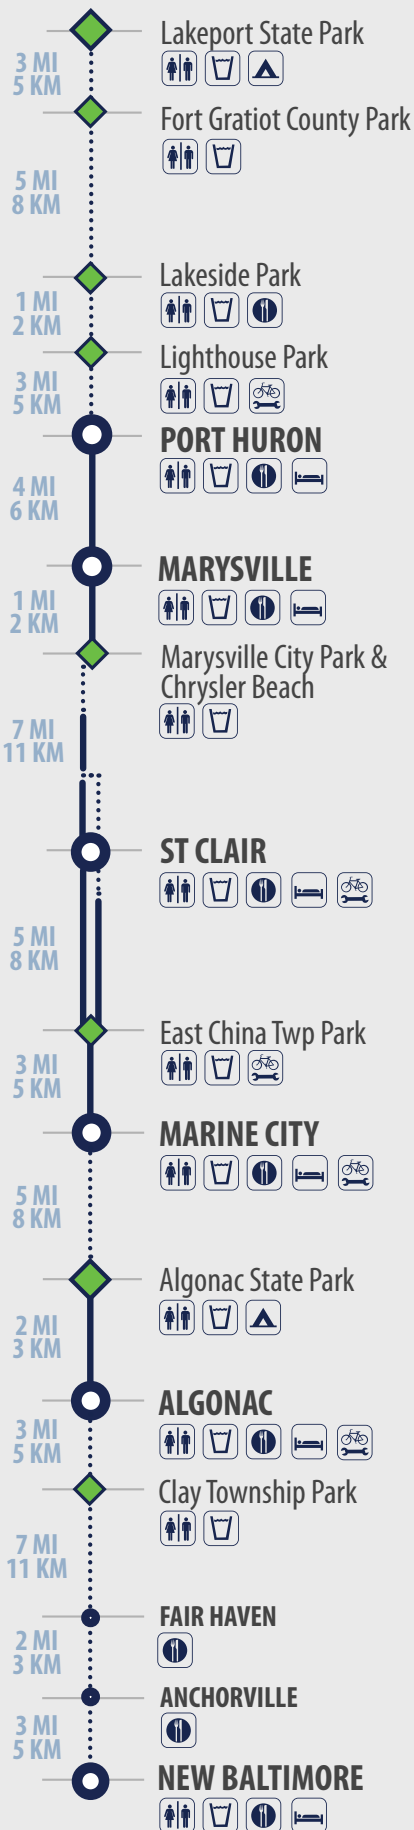 Lakeport State Park
3 MI
5 KM
Fort Gratiot County Park
5 MI
8 KM
Lakeside Park
1 MI
2 KM
Lighthouse Park
3 MI
5 KM
PORT HURON
4 MI
6 KM
MARYSVILLE
1 MI
2 KM
Marysville City Park &
Chrysler Beach
7 MI
11 KM
ST CLAIR
5 MI
8 KM
East China Twp Park
3 MI
5 KM
MARINE CITY
5 MI
8 KM
Algonac State Park
2 MI
3 KM
ALGONAC
3 MI
5 KM
Clay Township Park
7 MI
11 KM
FAIR HAVEN
2 MI
3 KM
ANCHORVILLE
3 MI
5 KM
NEW BALTIMORE